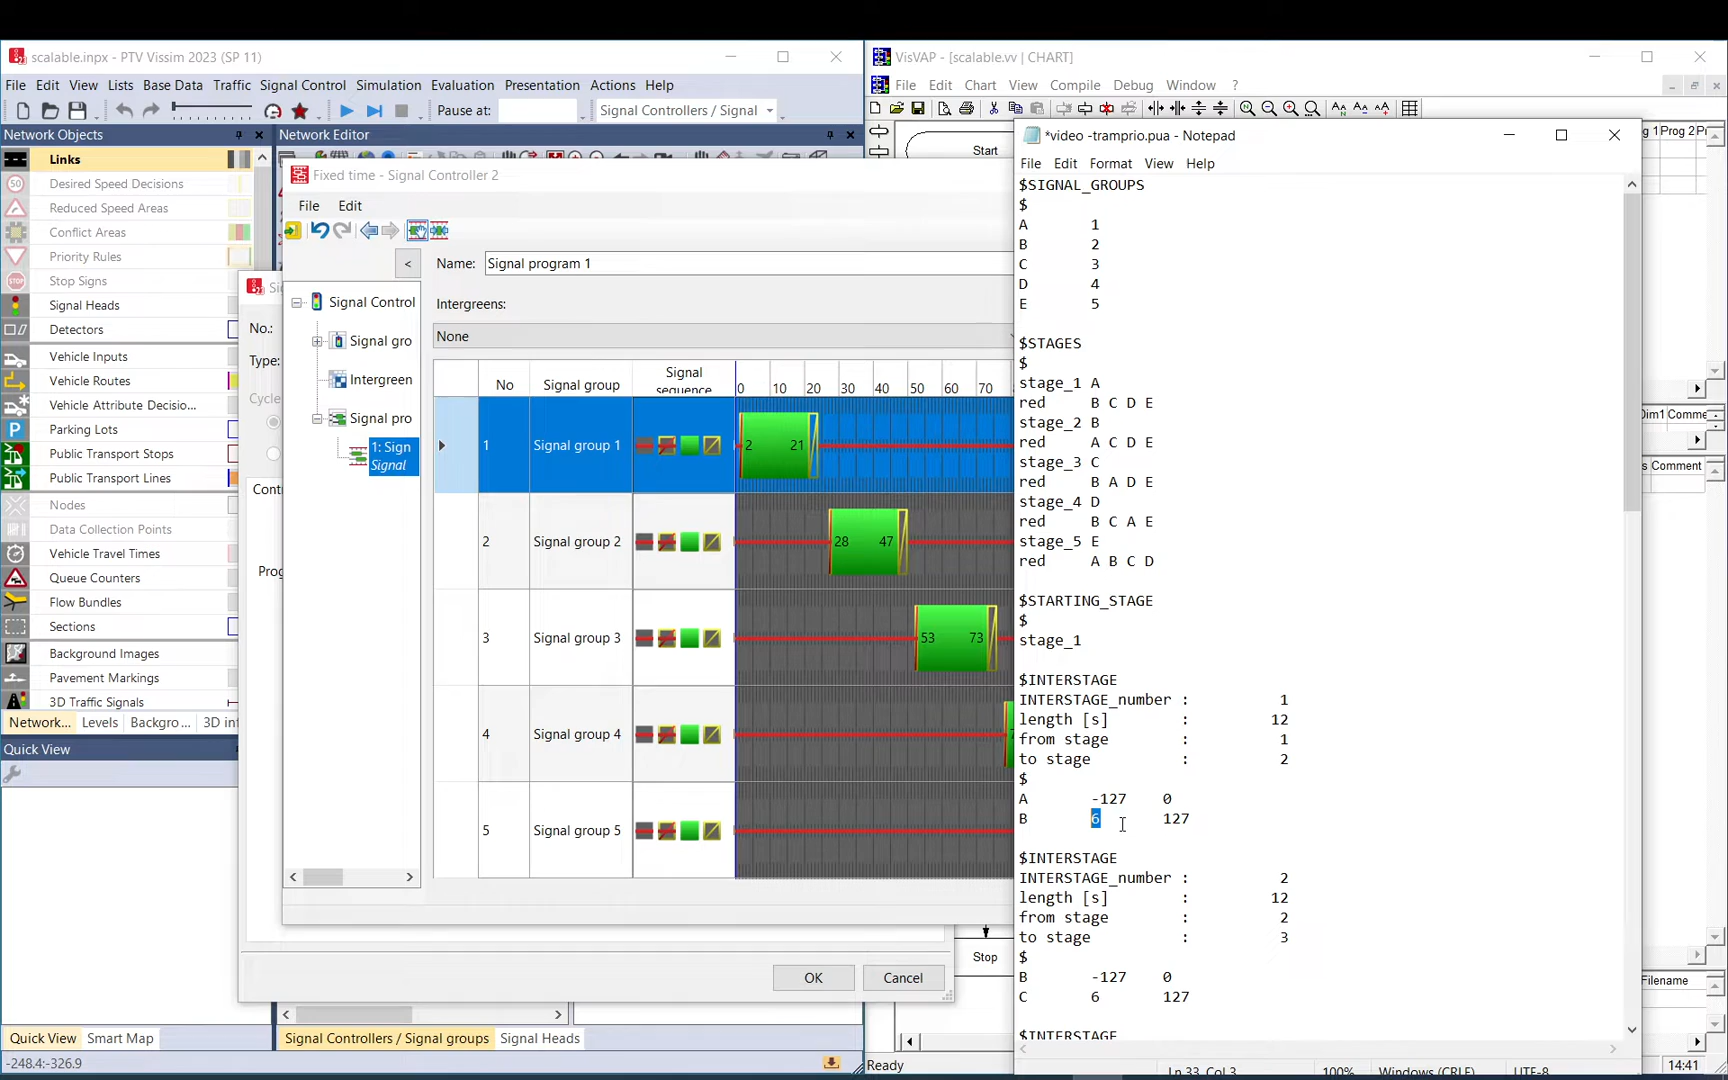 scalable.inpx - PTV Vissim 2023 (SP 11)
File Edit View Lists Base Data Traffic Signal Control Simulation Evaluation Presentation Actions Help
Pause at:
Signal Controllers / Signal
Network Objects
Network Editor
Links
Desired Speed Decisions
Reduced Speed Areas
Conflict Areas
Priority Rules
Stop Signs
Signal Heads
Detectors
Vehicle Inputs
Vehicle Routes
Vehicle Attribute Decisio...
Parking Lots
Public Transport Stops
Public Transport Lines
Nodes
Data Collection Points
Vehicle Travel Times
Queue Counters
Flow Bundles
Sections
Background Images
Pavement Markings
3D Traffic Signals
Network... Levels Backgro... 3D inf
Quick View
Quick View Smart Map
-248.4:-326.9
No.:
Type:
Cycle
Cont
Prog
Fixed time - Signal Controller 2
File Edit
<
Name: Signal program 1
Intergreens:
None
Signal Control
Signal gro
Intergreen
Signal pro
1: Sign
Signal
No Signal group Signal sequence 0 10 20 30 40 50 60 70
1 Signal group 1 2 21
2 Signal group 2 28 47
3 Signal group 3 53 73
4 Signal group 4
5 Signal group 5
OK Cancel
Signal Controllers / Signal groups Signal Heads
VisVAP - [scalable.vv | CHART]
File Edit Chart View Compile Debug Window ?
Start
Stop
Ready
g 1 Prog 2
Dim1 Comme
Comment
Filename
14:41
*video -tramprio.pua - Notepad
File Edit Format View Help
$SIGNAL_GROUPS
$
A 1
B 2
C 3
D 4
E 5
$STAGES
$
stage_1 A
red B C D E
stage_2 B
red A C D E
stage_3 C
red B A D E
stage_4 D
red B C A E
stage_5 E
red A B C D
$STARTING_STAGE
$
stage_1
$INTERSTAGE
INTERSTAGE_number : 1
length [s] : 12
from stage : 1
to stage : 2
$
A -127 0
B 6 127
$INTERSTAGE
INTERSTAGE_number : 2
length [s] : 12
from stage : 2
to stage : 3
$
B -127 0
C 6 127
$INTERSTAGE
Ln 33, Col 3 100% Windows (CRLF) UTF-8